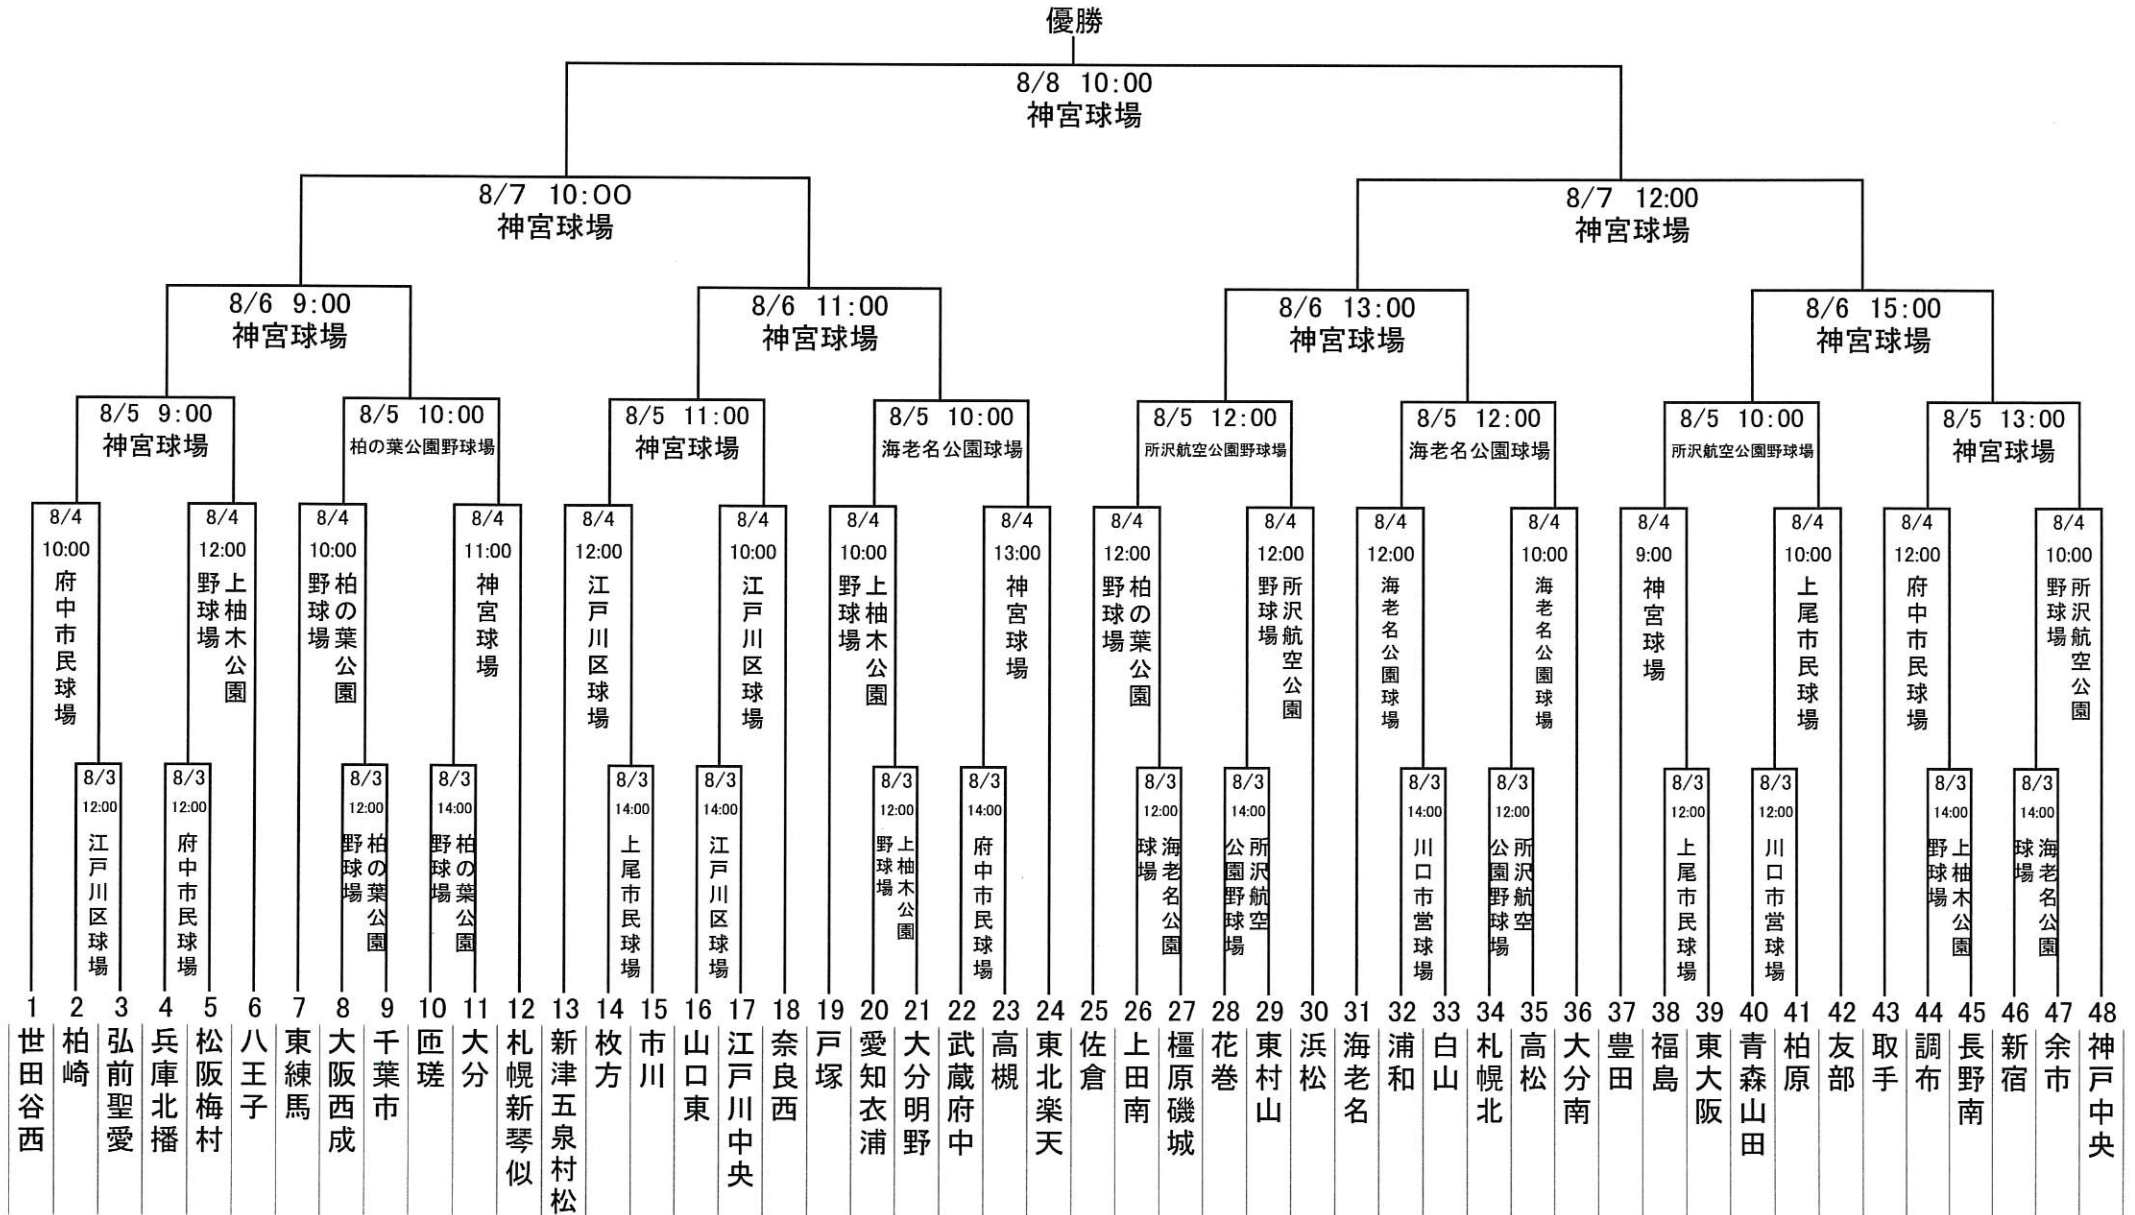 優勝
8/8 10:00
神宮球場
8/7 10:00
神宮球場
8/7 12:00
神宮球場
8/6 9:00
神宮球場
8/6 11:00
神宮球場
8/6 13:00
神宮球場
8/6 15:00
神宮球場
8/5 9:00
神宮球場
8/5 10:00
柏の葉公園野球場
8/5 11:00
神宮球場
8/5 10:00
海老名公園球場
8/5 12:00
所沢航空公園野球場
8/5 12:00
海老名公園球場
8/5 10:00
所沢航空公園野球場
8/5 13:00
神宮球場
8/4
10:00
府中市民球場
8/4
12:00
上柚木公園
野球場
8/4
10:00
柏の葉公園
野球場
8/4
11:00
神宮球場
8/4
12:00
江戸川区球場
8/4
10:00
江戸川区球場
8/4
10:00
上柚木公園
野球場
8/4
13:00
神宮球場
8/4
12:00
柏の葉公園
野球場
8/4
12:00
所沢航空公園
野球場
8/4
12:00
海老名公園球場
8/4
10:00
海老名公園球場
8/4
9:00
神宮球場
8/4
10:00
上尾市民球場
8/4
12:00
府中市民球場
8/4
10:00
所沢航空公園
野球場
8/3
12:00
江戸川区球場
8/3
12:00
府中市民球場
8/3
12:00
柏の葉公園
野球場
8/3
14:00
柏の葉公園
野球場
8/3
14:00
上尾市民球場
8/3
14:00
江戸川区球場
8/3
12:00
上柚木公園
野球場
8/3
14:00
府中市民球場
8/3
12:00
海老名公園
球場
8/3
14:00
所沢航空
公園野球場
8/3
14:00
川口市営球場
8/3
12:00
所沢航空
公園野球場
8/3
12:00
上尾市民球場
8/3
12:00
川口市営球場
8/3
14:00
上柚木公園
野球場
8/3
14:00
海老名公園
球場
1 世田谷西
2 柏崎
3 弘前聖愛
4 兵庫北播
5 松阪梅村
6 八王子
7 東練馬
8 大阪西成
9 千葉市
10 匝瑳
11 大分
12 札幌新琴似
13 新津五泉村松
14 枚方
15 市川
16 山口東
17 江戸川中央
18 奈良西
19 戸塚
20 愛知衣浦
21 大分明野
22 武蔵府中
23 高槻
24 東北楽天
25 佐倉
26 上田南
27 橿原磯城
28 花巻
29 東村山
30 浜松
31 海老名
32 浦和
33 白山
34 札幌北
35 高松
36 大分南
37 豊田
38 福島
39 東大阪
40 青森山田
41 柏原
42 友部
43 取手
44 調布
45 長野南
46 新宿
47 余市
48 神戸中央